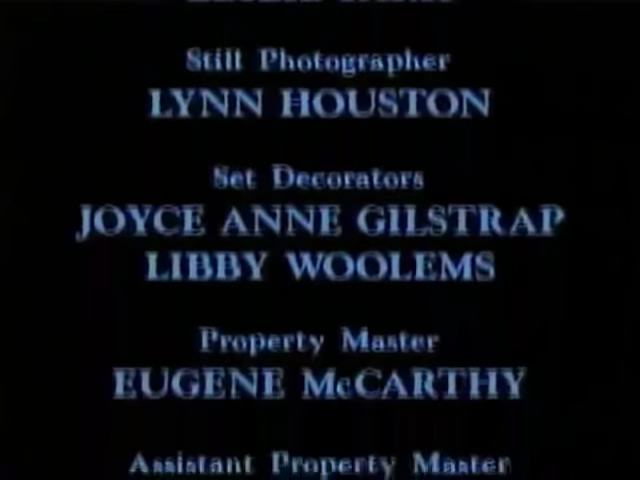 Still Photographer
LYNN HOUSTON
Set Decorators
JOYCE ANNE GILSTRAP
LIBBY WOOLEMS
Property Master
EUGENE McCARTHY
Assistant Property Master